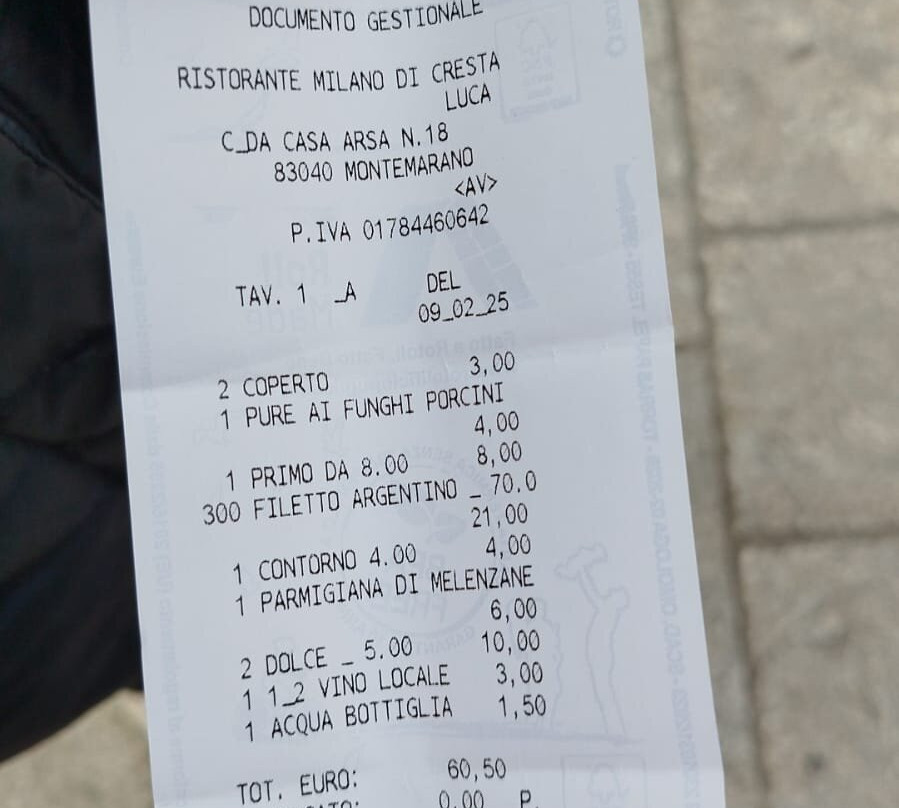 DOCUMENTO GESTIONALE
RISTORANTE MILANO DI CRESTA
LUCA
C_DA CASA ARSA N.18
83040 MONTEMARANO
<AV>
P.IVA 01784460642
TAV. 1 _A DEL
09_02_25
2 COPERTO 3,00
1 PURE AI FUNGHI PORCINI
4,00
1 PRIMO DA 8.00 8,00
300 FILETTO ARGENTINO _ 70.0
21,00
1 CONTORNO 4.00 4,00
1 PARMIGIANA DI MELENZANE
6,00
2 DOLCE _ 5.00 10,00
1 1_2 VINO LOCALE 3,00
1 ACQUA BOTTIGLIA 1,50
TOT. EURO: 60,50
0,00 P.